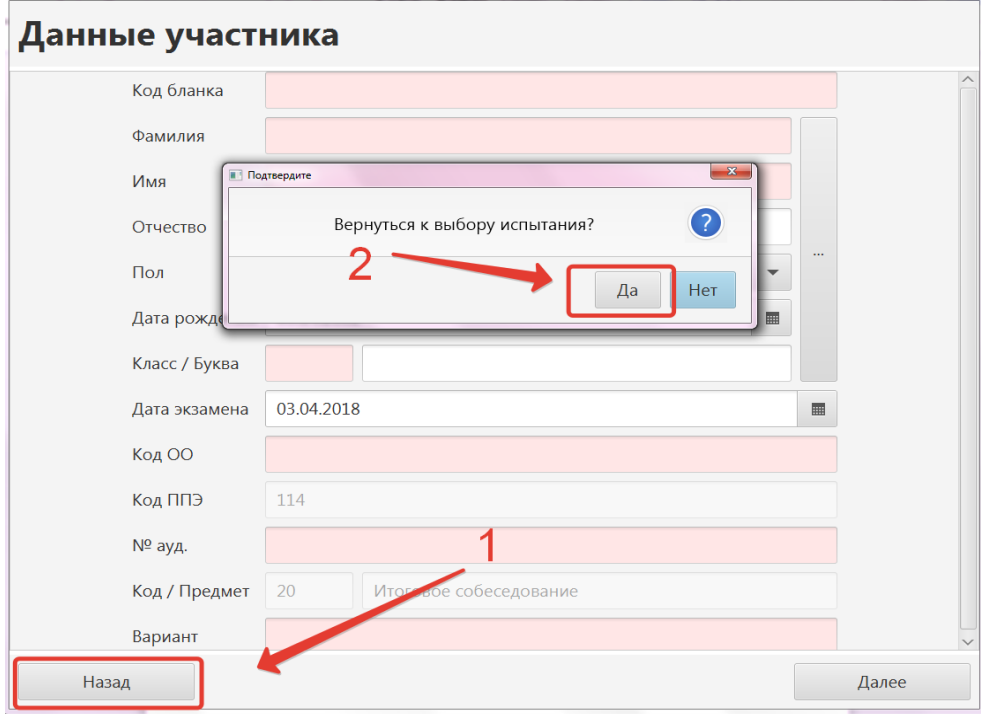 Данные участника
Код бланка
Фамилия
Имя
Подтвердите
Отчество
Вернуться к выбору испытания?
?
2
Пол
...
Да
Нет
Дата рожде
Класс / Буква
Дата экзамена
03.04.2018
Код ОО
Код ППЭ
114
№ ауд.
1
Код / Предмет
20
Итоговое собеседование
Вариант
Назад
Далее